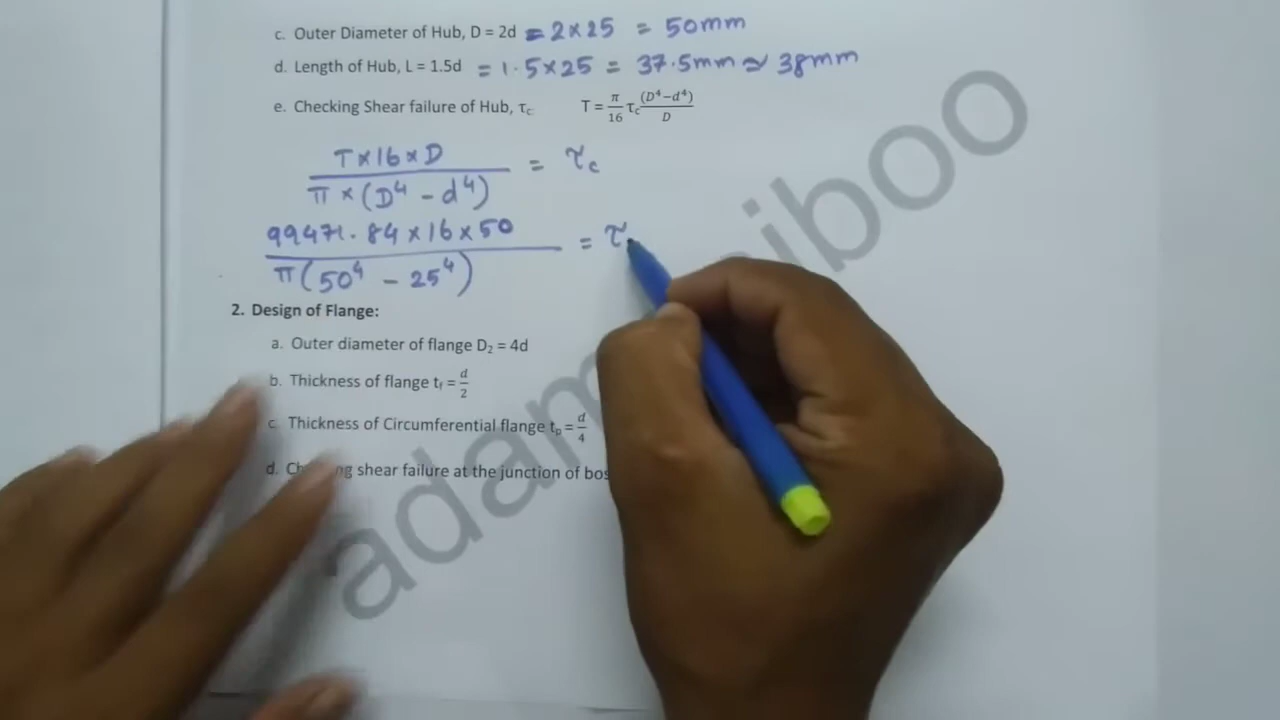 c. Outer Diameter of Hub, D = 2d = 2×25 = 50mm
d. Length of Hub, L = 1.5d = 1.5×25 = 37.5mm ≃ 38mm
e. Checking Shear failure of Hub, τc T = π/16 τc (D⁴−d⁴)/D
T×16×D / π×(D⁴ − d⁴) = τc
99471.84×16×50 / π(50⁴ − 25⁴) = τ
2. Design of Flange:
a. Outer diameter of flange D₂ = 4d
b. Thickness of flange tf = d/2
c. Thickness of Circumferential flange tp = d/4
d. shear failure at the junction of